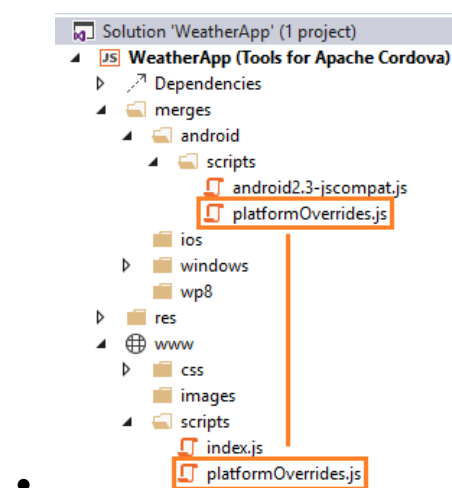 Solution 'WeatherApp' (1 project)
JS WeatherApp (Tools for Apache Cordova)
Dependencies
merges
android
scripts
android2.3-jscompat.js
platformOverrides.js
ios
windows
wp8
res
www
css
images
scripts
index.js
platformOverrides.js